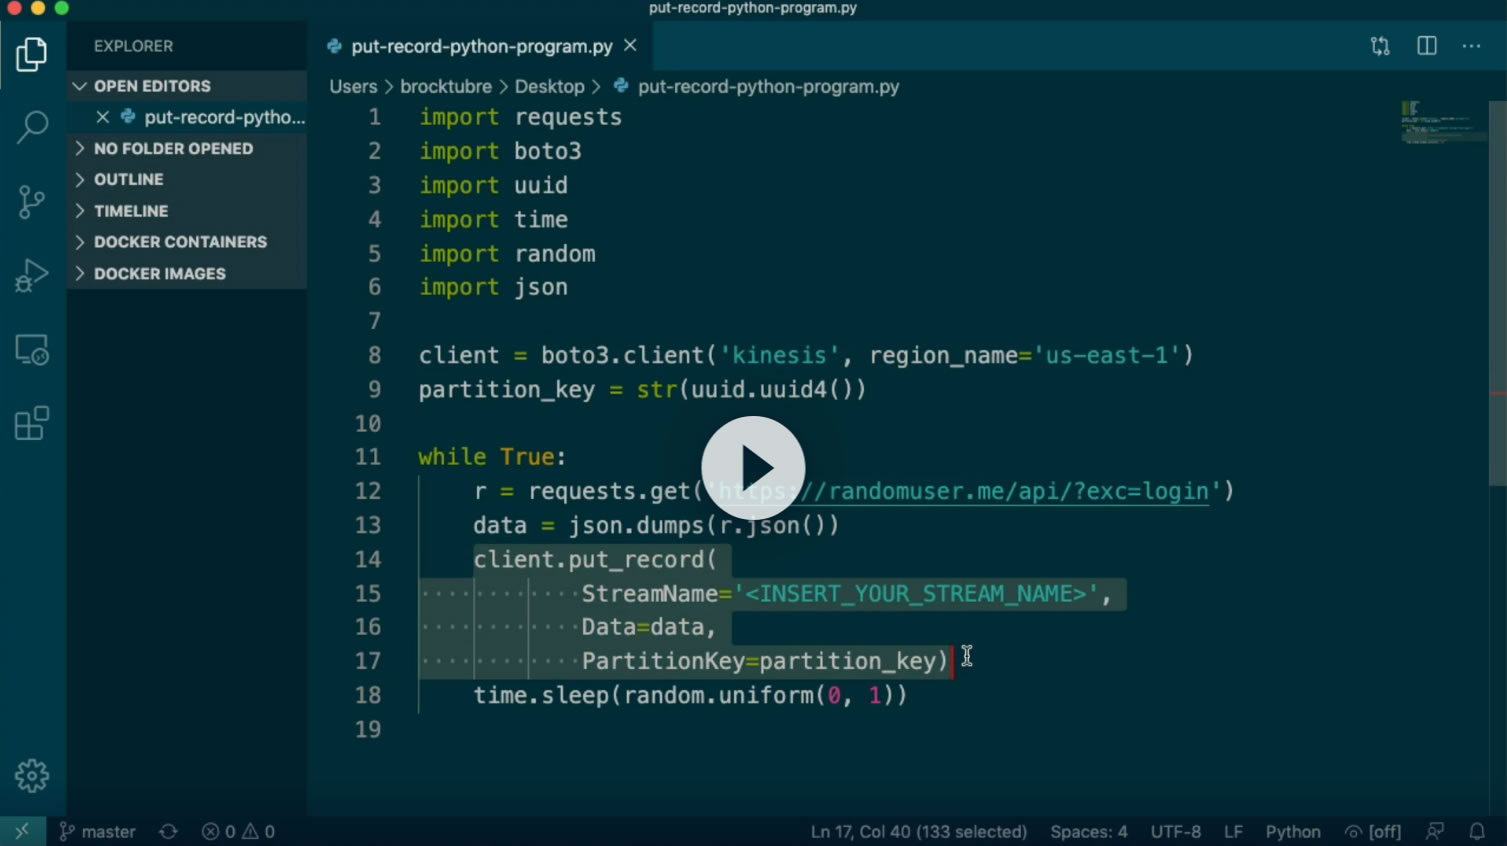 put-record-python-program.py
EXPLORER
put-record-python-program.py
OPEN EDITORS
Users > brocktubre > Desktop > put-record-python-program.py
put-record-pytho...
NO FOLDER OPENED
OUTLINE
TIMELINE
DOCKER CONTAINERS
DOCKER IMAGES
1 import requests
2 import boto3
3 import uuid
4 import time
5 import random
6 import json
7
8 client = boto3.client('kinesis', region_name='us-east-1')
9 partition_key = str(uuid.uuid4())
10
11 while True:
12 r = requests.get('https://randomuser.me/api/?exc=login')
13 data = json.dumps(r.json())
14 client.put_record(
15 StreamName='<INSERT_YOUR_STREAM_NAME>',
16 Data=data,
17 PartitionKey=partition_key)
18 time.sleep(random.uniform(0, 1))
19
master 0 0 Ln 17, Col 40 (133 selected) Spaces: 4 UTF-8 LF Python [off]